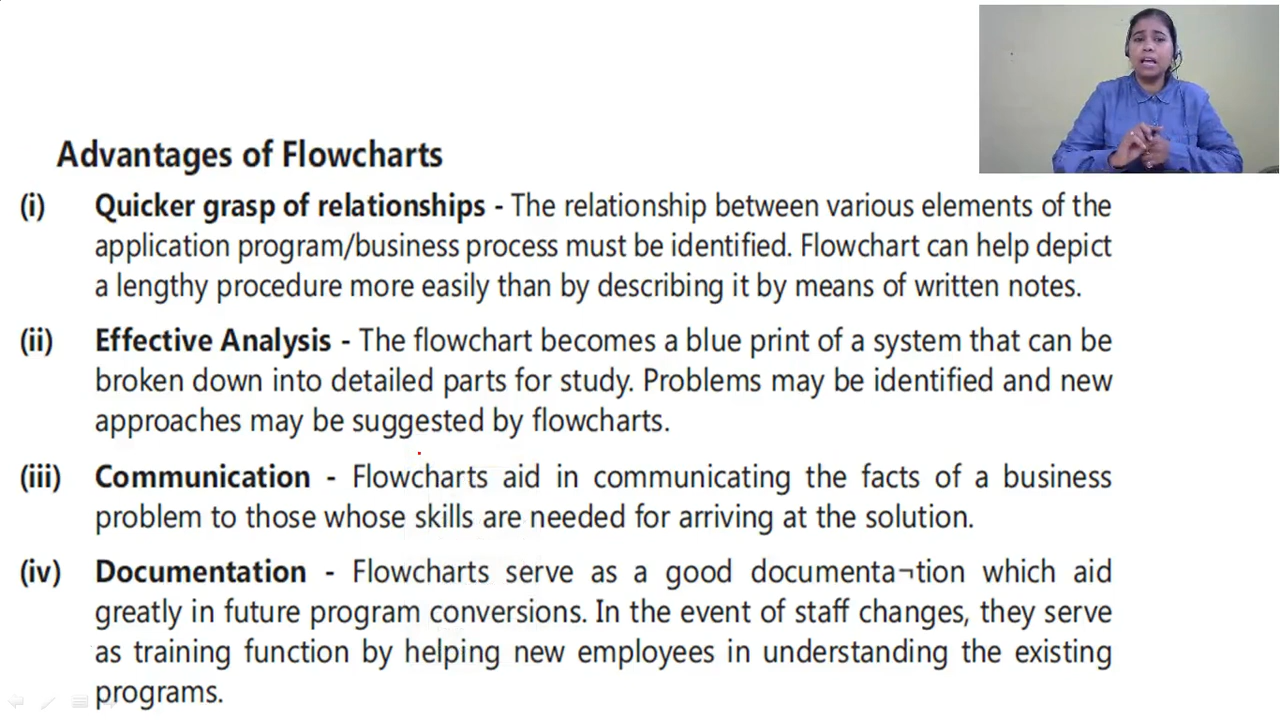 Advantages of Flowcharts
(i) Quicker grasp of relationships - The relationship between various elements of the
application program/business process must be identified. Flowchart can help depict
a lengthy procedure more easily than by describing it by means of written notes.
(ii) Effective Analysis - The flowchart becomes a blue print of a system that can be
broken down into detailed parts for study. Problems may be identified and new
approaches may be suggested by flowcharts.
(iii) Communication - Flowcharts aid in communicating the facts of a business
problem to those whose skills are needed for arriving at the solution.
(iv) Documentation - Flowcharts serve as a good documenta¬tion which aid
greatly in future program conversions. In the event of staff changes, they serve
as training function by helping new employees in understanding the existing
programs.